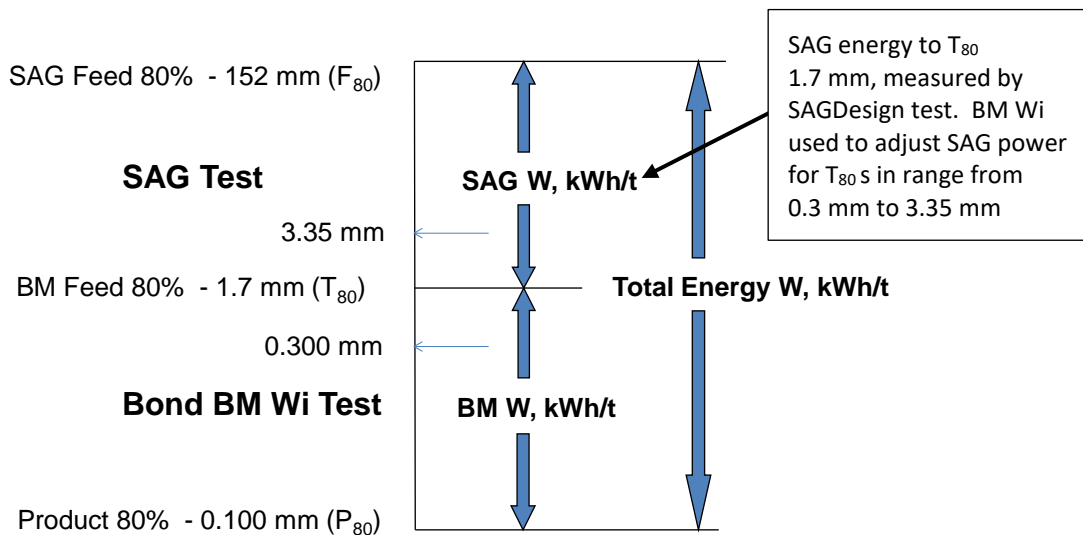 SAG Feed 80%  - 152 mm (F80)
SAG energy to T80
1.7 mm, measured by
SAGDesign test.  BM Wi
used to adjust SAG power
for T80 s in range from
0.3 mm to 3.35 mm
SAG Test
SAG W, kWh/t
3.35 mm
BM Feed 80%  - 1.7 mm (T80)
Total Energy W, kWh/t
0.300 mm
Bond BM Wi Test
BM W, kWh/t
Product 80%  - 0.100 mm (P80)